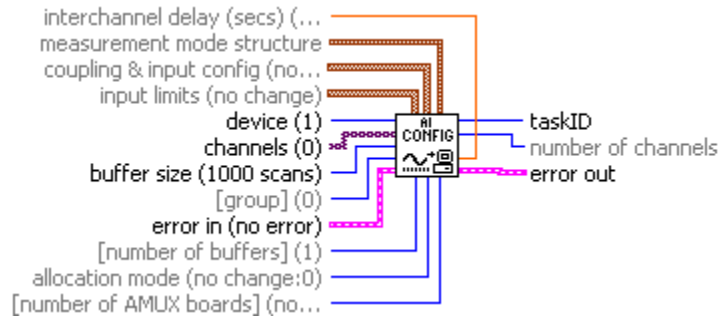 interchannel delay (secs) (...
measurement mode structure
coupling & input config (no...
input limits (no change)
device (1)
channels (0)
buffer size (1000 scans)
[group] (0)
error in (no error)
[number of buffers] (1)
allocation mode (no change:0)
[number of AMUX boards] (no...
AI
CONFIG
taskID
number of channels
error out